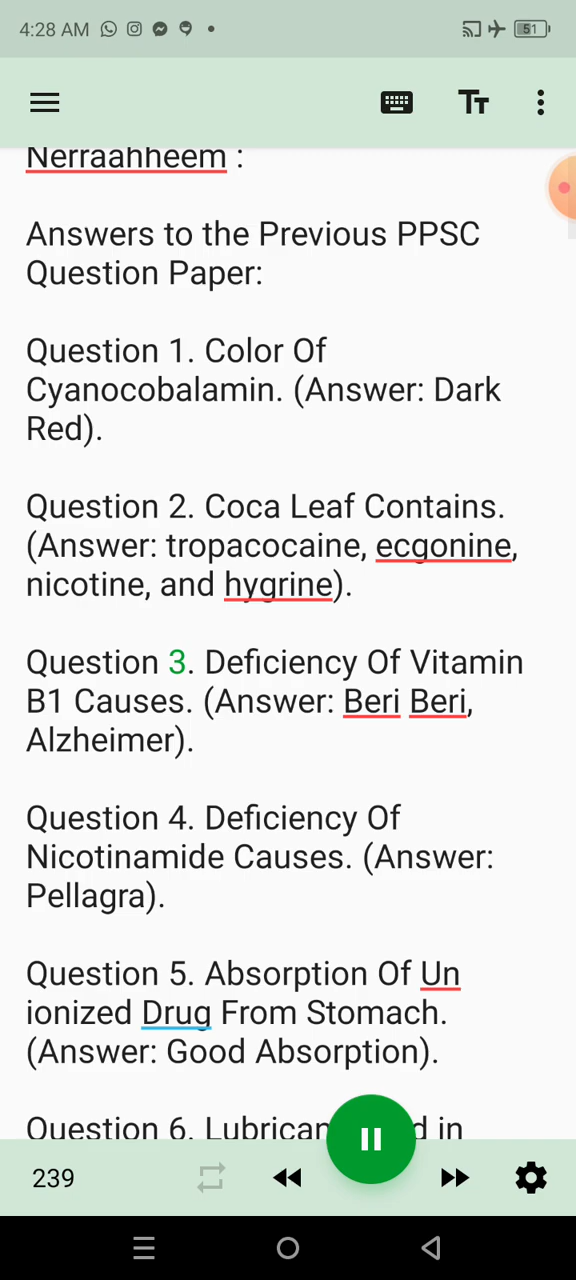 4:28 AM
51
Nerraahheem :
Answers to the Previous PPSC
Question Paper:
Question 1. Color Of
Cyanocobalamin. (Answer: Dark
Red).
Question 2. Coca Leaf Contains.
(Answer: tropacocaine, ecgonine,
nicotine, and hygrine).
Question 3. Deficiency Of Vitamin
B1 Causes. (Answer: Beri Beri,
Alzheimer).
Question 4. Deficiency Of
Nicotinamide Causes. (Answer:
Pellagra).
Question 5. Absorption Of Un
ionized Drug From Stomach.
(Answer: Good Absorption).
Question 6. Lubrican d in
239